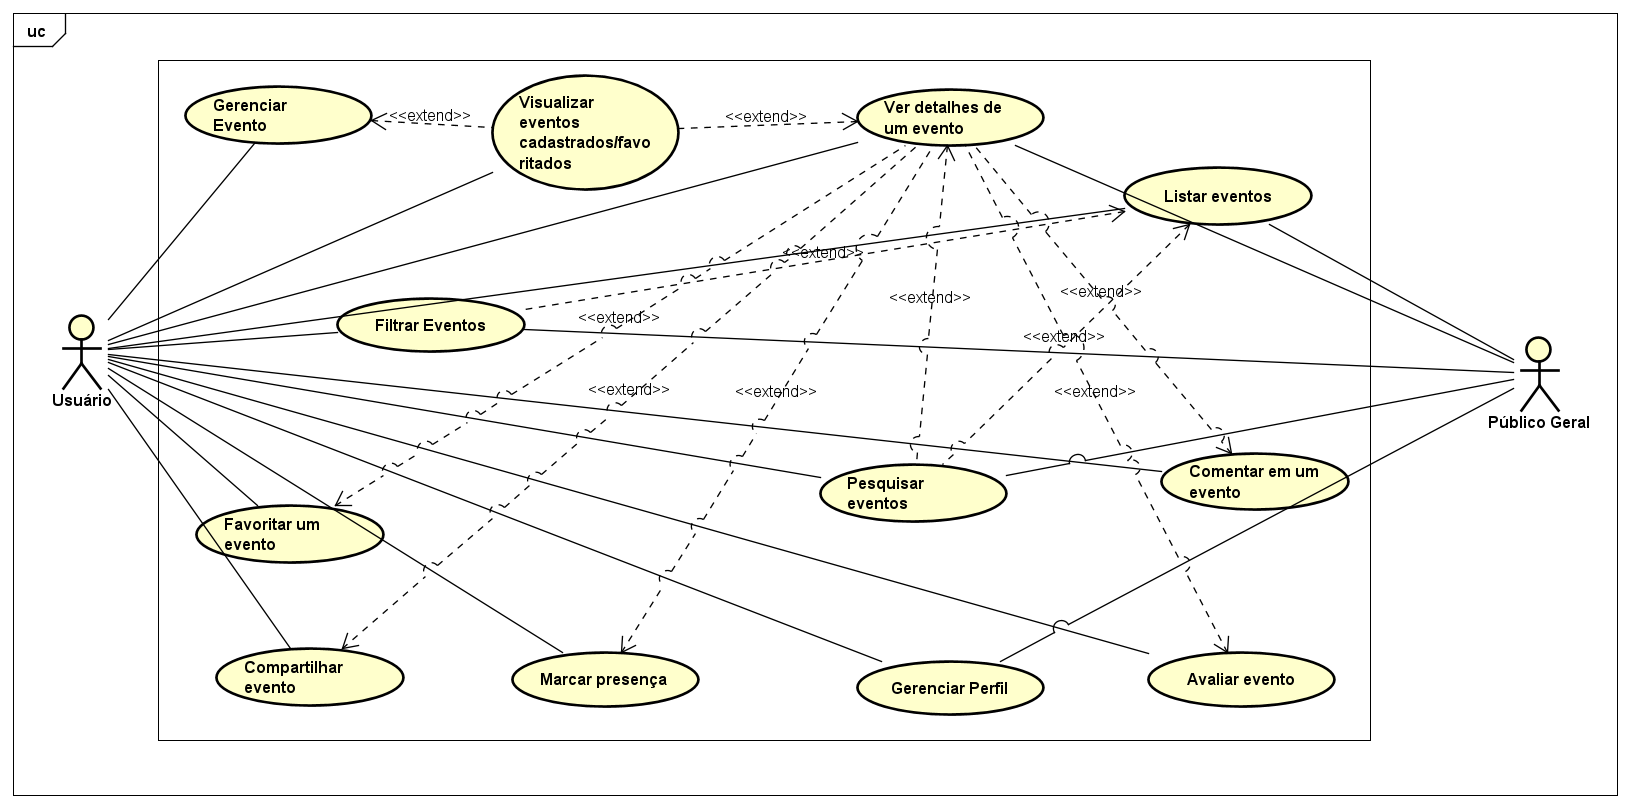 uc
Gerenciar
Evento
<<extend>>
Visualizar
eventos
cadastrados/favo
ritados
<<extend>>
Ver detalhes de
um evento
Listar eventos
<<extend>>
<<extend>>
<<extend>>
<<extend>>
Filtrar Eventos
<<extend>>
<<extend>>
<<extend>>
<<extend>>
Usuário
Público Geral
Pesquisar
eventos
Comentar em um
evento
Favoritar um
evento
Compartilhar
evento
Marcar presença
Gerenciar Perfil
Avaliar evento